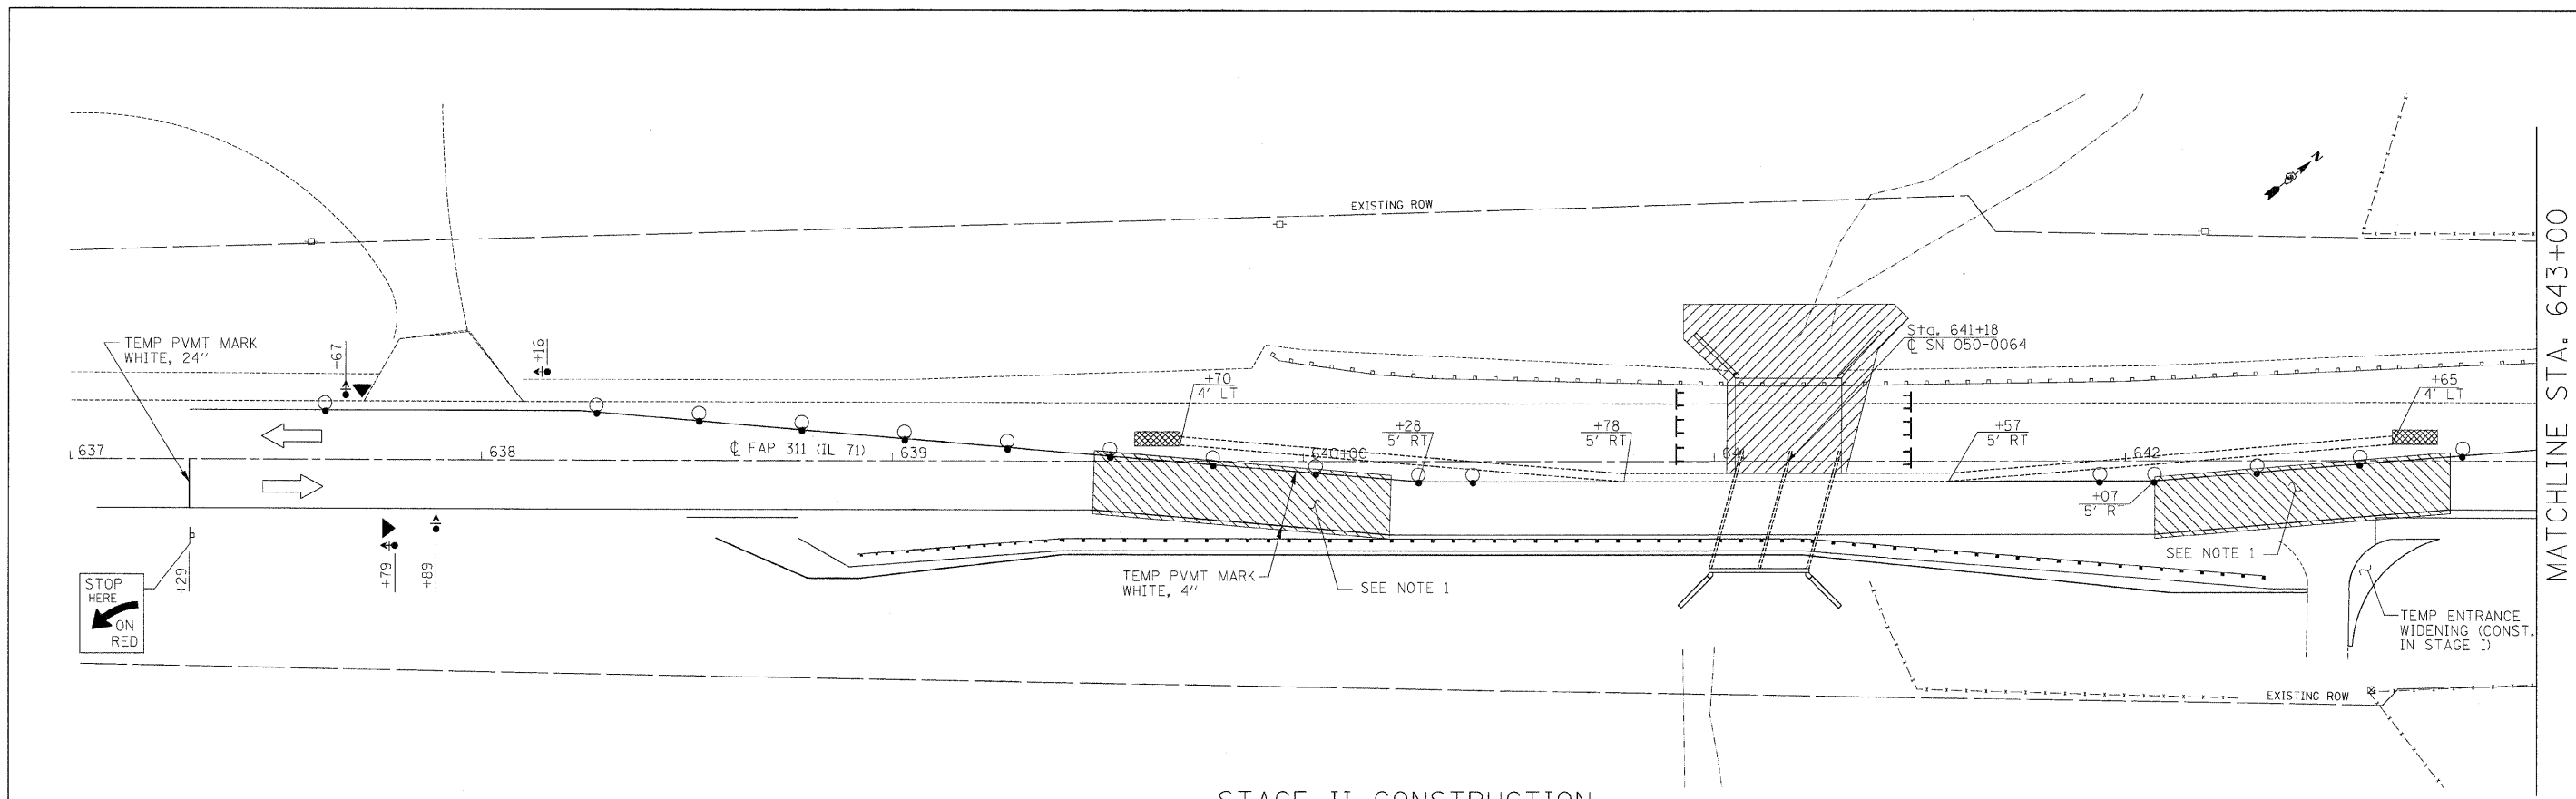 EXISTING ROW
N
MATCHLINE STA. 643+00
TEMP PVMT MARK
WHITE, 24"
+67
+16
Sta. 641+18
℄ SN 050-0064
+70
4' LT
+65
4' LT
+28
5' RT
+78
5' RT
+57
5' RT
637
638
℄ FAP 311 (IL 71)
639
640+00
642
+07
5' RT
SEE NOTE 1
+29
+79
+89
STOP
HERE
ON
RED
TEMP PVMT MARK
WHITE, 4"
SEE NOTE 1
TEMP ENTRANCE
WIDENING (CONST.
IN STAGE I)
EXISTING ROW
STAGE II CONSTRUCTION